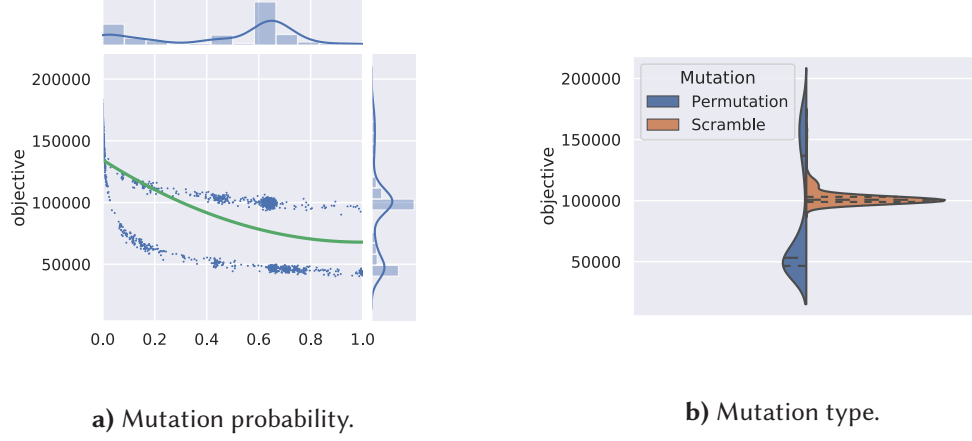 200000
150000
100000
50000
objective
0.0 0.2 0.4 0.6 0.8 1.0
a) Mutation probability.
200000
150000
100000
50000
objective
Mutation
Permutation
Scramble
b) Mutation type.